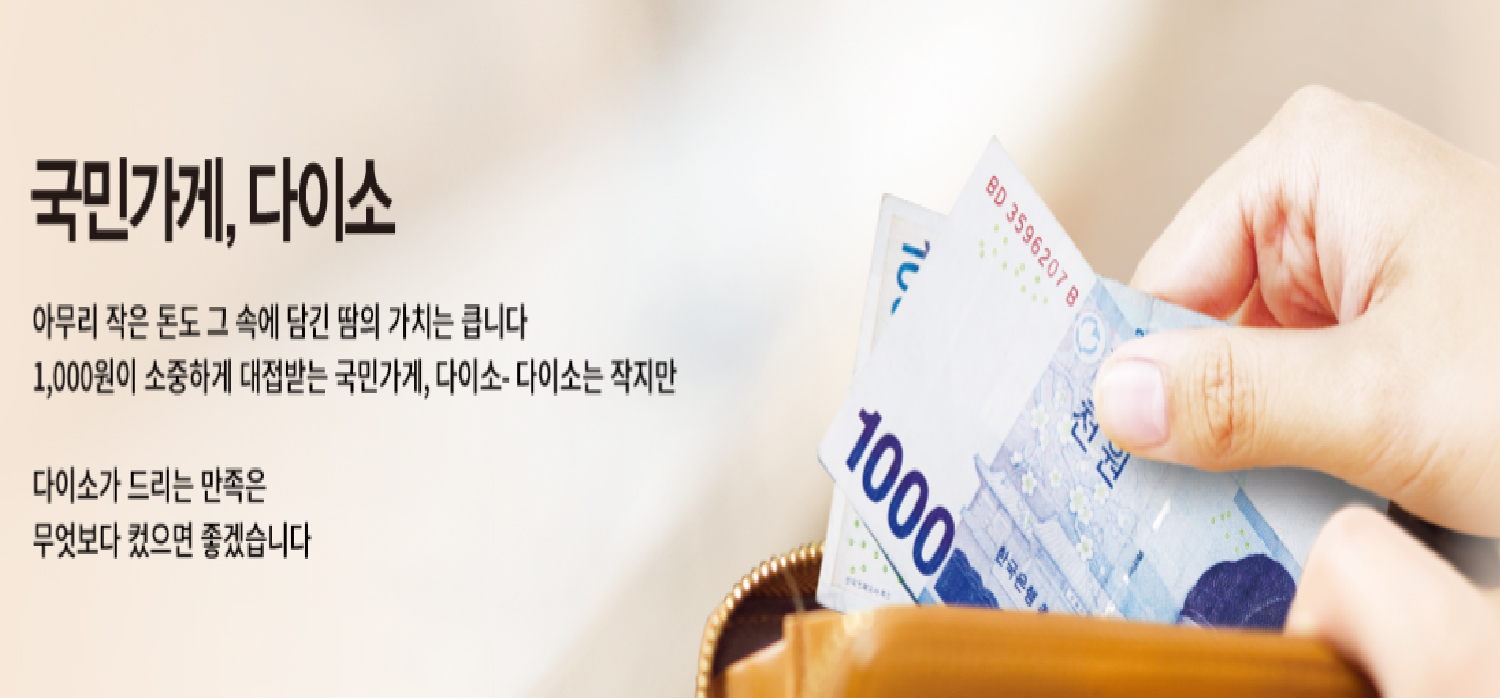 국민가게, 다이소
아무리 작은 돈도 그 속에 담긴 땀의 가치는 큽니다
1,000원이 소중하게 대접받는 국민가게, 다이소- 다이소는 작지만
다이소가 드리는 만족은
무엇보다 컸으면 좋겠습니다
BD 3596207 B
천원
1000
한국은행